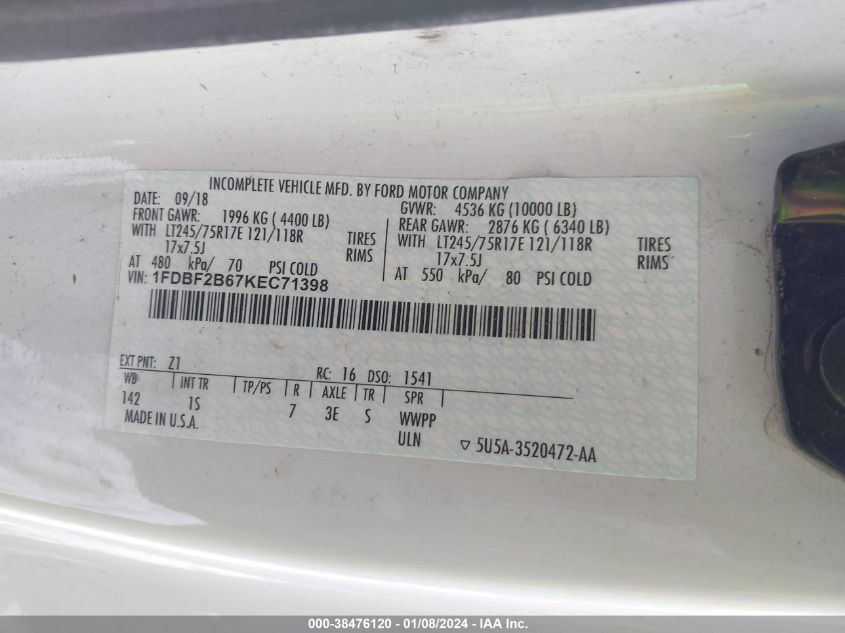 INCOMPLETE VEHICLE MFD. BY FORD MOTOR COMPANY
DATE: 09/18 GVWR: 4536 KG (10000 LB)
FRONT GAWR: 1996 KG ( 4400 LB) REAR GAWR: 2876 KG ( 6340 LB)
WITH LT245/75R17E 121/118R TIRES WITH LT245/75R17E 121/118R TIRES
17x7.5J RIMS 17x7.5J RIMS
AT 480 kPa/ 70 PSI COLD AT 550 kPa/ 80 PSI COLD
VIN: 1FDBF2B67KEC71398
EXT PNT: Z1 RC: 16 DSO: 1541
WB INT TR TP/PS R AXLE TR SPR
142 1S 7 3E S WWPP
MADE IN U.S.A. ULN ▽ 5U5A-3520472-AA
000-38476120 - 01/08/2024 - IAA Inc.